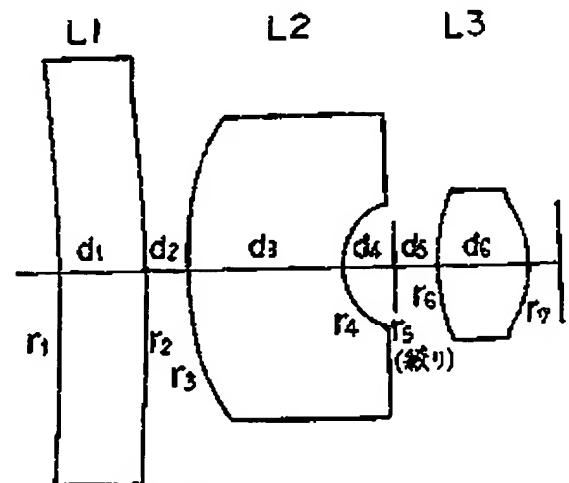 L1 L2 L3
d1 d2 d3 d4 d5 d6
r1 r2 r3 r4 r5 r6 r7
(絞り)